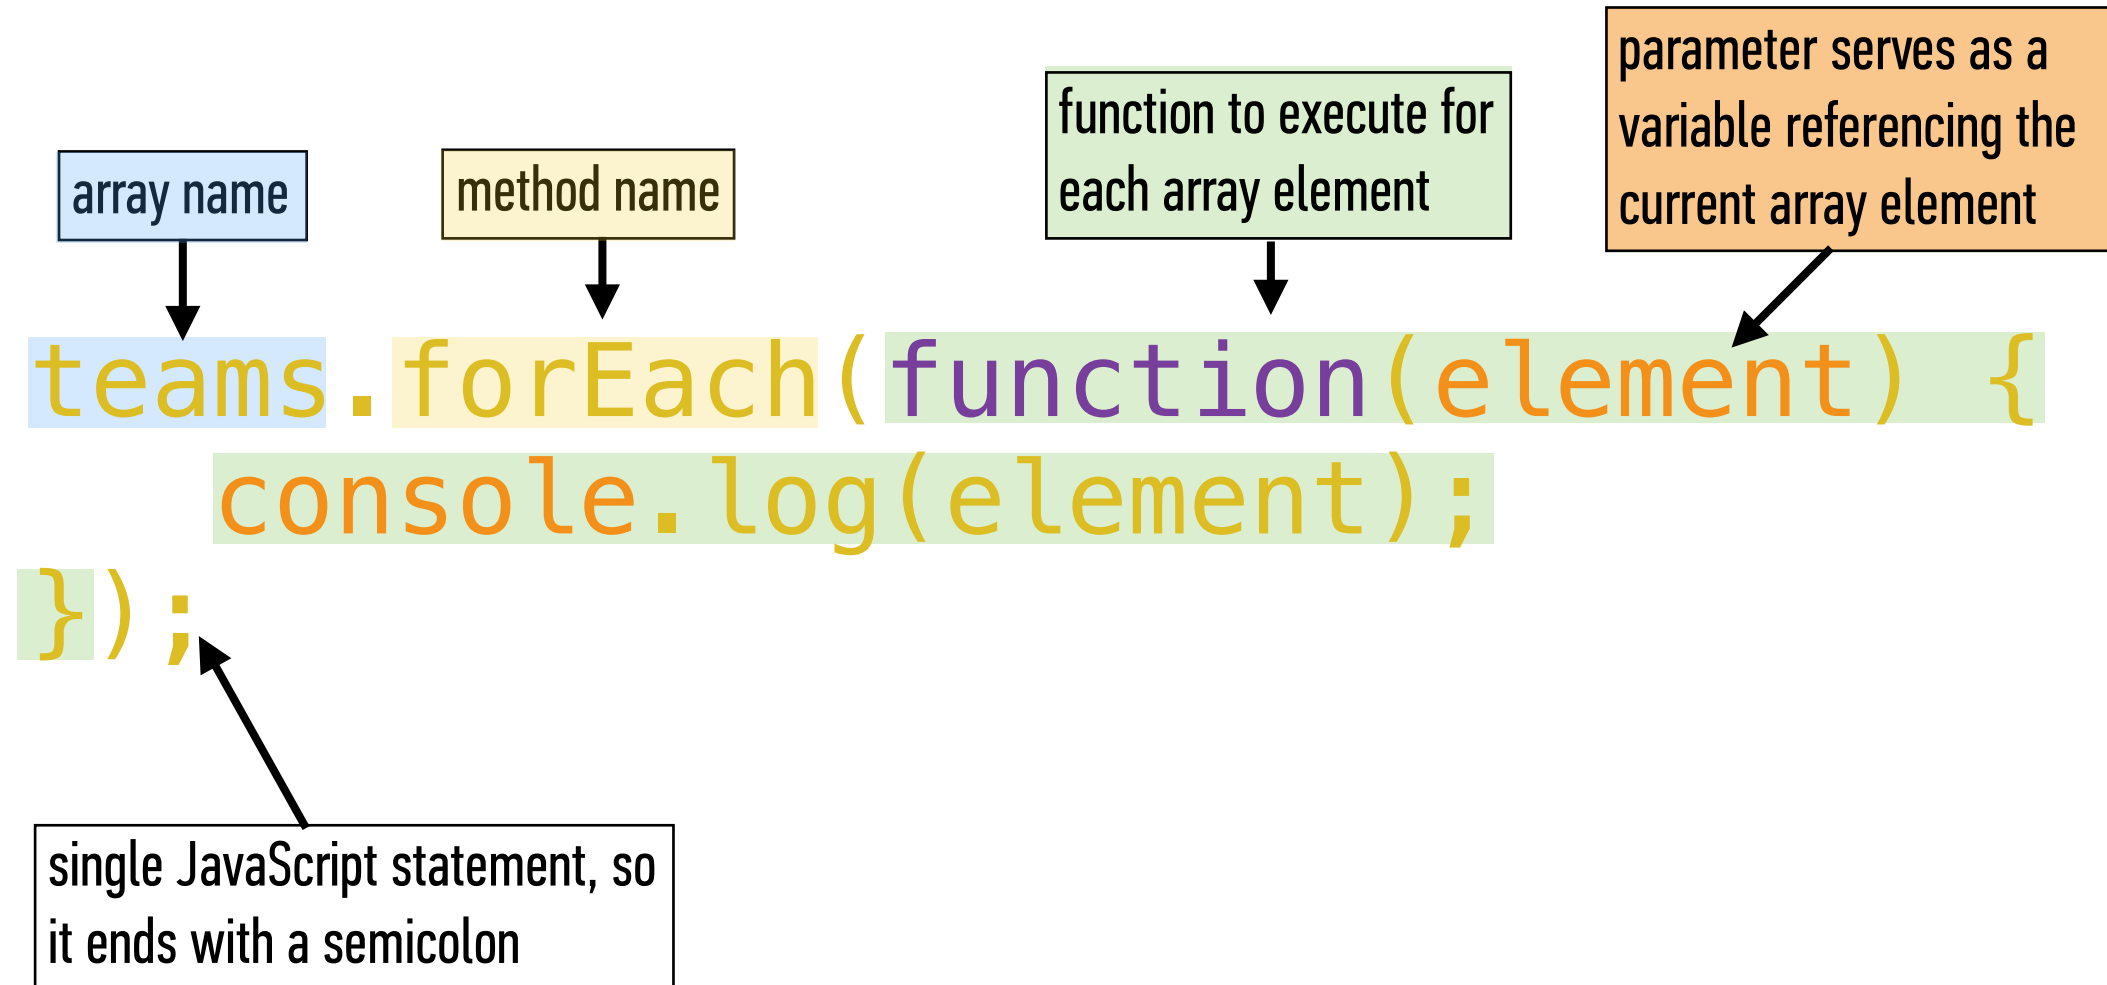 parameter serves as a
variable referencing the
current array element
function to execute for
each array element
array name
method name
teams.forEach(function(element) {
console.log(element);
});
single JavaScript statement, so
it ends with a semicolon